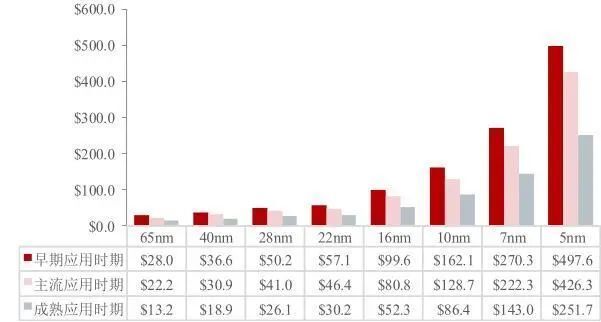 $600.0
$500.0
$400.0
$300.0
$200.0
$100.0
$0.0
65nm 40nm 28nm 22nm 16nm 10nm 7nm 5nm
早期应用时期 $28.0 $36.6 $50.2 $57.1 $99.6 $162.1 $270.3 $497.6
主流应用时期 $22.2 $30.9 $41.0 $46.4 $80.8 $128.7 $222.3 $426.3
成熟应用时期 $13.2 $18.9 $26.1 $30.2 $52.3 $86.4 $143.0 $251.7